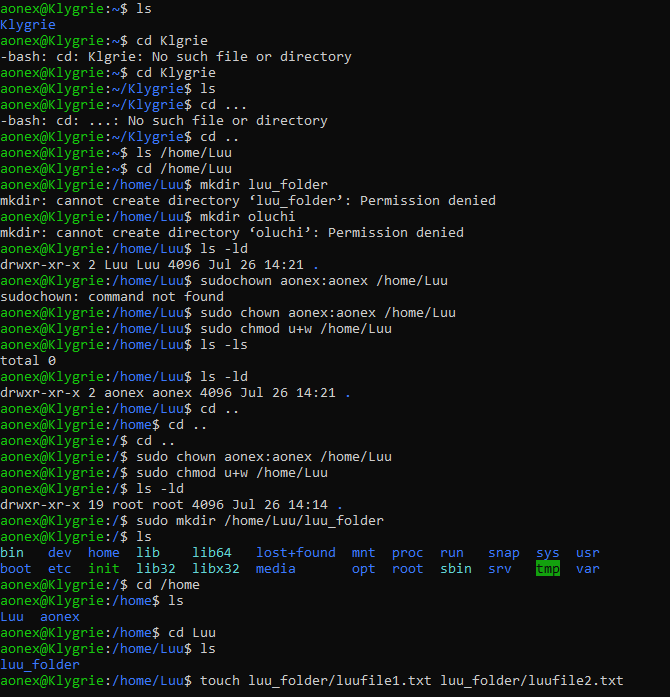 aonex@Klygrie:~$ ls
Klygrie
aonex@Klygrie:~$ cd Klgrie
-bash: cd: Klgrie: No such file or directory
aonex@Klygrie:~$ cd Klygrie
aonex@Klygrie:~/Klygrie$ ls
aonex@Klygrie:~/Klygrie$ cd ...
-bash: cd: ...: No such file or directory
aonex@Klygrie:~/Klygrie$ cd ..
aonex@Klygrie:~$ ls /home/Luu
aonex@Klygrie:~$ cd /home/Luu
aonex@Klygrie:/home/Luu$ mkdir luu_folder
mkdir: cannot create directory ‘luu_folder’: Permission denied
aonex@Klygrie:/home/Luu$ mkdir oluchi
mkdir: cannot create directory ‘oluchi’: Permission denied
aonex@Klygrie:/home/Luu$ ls -ld
drwxr-xr-x 2 Luu Luu 4096 Jul 26 14:21 .
aonex@Klygrie:/home/Luu$ sudochown aonex:aonex /home/Luu
sudochown: command not found
aonex@Klygrie:/home/Luu$ sudo chown aonex:aonex /home/Luu
aonex@Klygrie:/home/Luu$ sudo chmod u+w /home/Luu
aonex@Klygrie:/home/Luu$ ls -ls
total 0
aonex@Klygrie:/home/Luu$ ls -ld
drwxr-xr-x 2 aonex aonex 4096 Jul 26 14:21 .
aonex@Klygrie:/home/Luu$ cd ..
aonex@Klygrie:/home$ cd ..
aonex@Klygrie:/$ cd ..
aonex@Klygrie:/$ sudo chown aonex:aonex /home/Luu
aonex@Klygrie:/$ sudo chmod u+w /home/Luu
aonex@Klygrie:/$ ls -ld
drwxr-xr-x 19 root root 4096 Jul 26 14:14 .
aonex@Klygrie:/$ sudo mkdir /home/Luu/luu_folder
aonex@Klygrie:/$ ls
bin dev home lib lib64 lost+found mnt proc run snap sys usr
boot etc init lib32 libx32 media opt root sbin srv tmp var
aonex@Klygrie:/$ cd /home
aonex@Klygrie:/home$ ls
Luu aonex
aonex@Klygrie:/home$ cd Luu
aonex@Klygrie:/home/Luu$ ls
luu_folder
aonex@Klygrie:/home/Luu$ touch luu_folder/luufile1.txt luu_folder/luufile2.txt